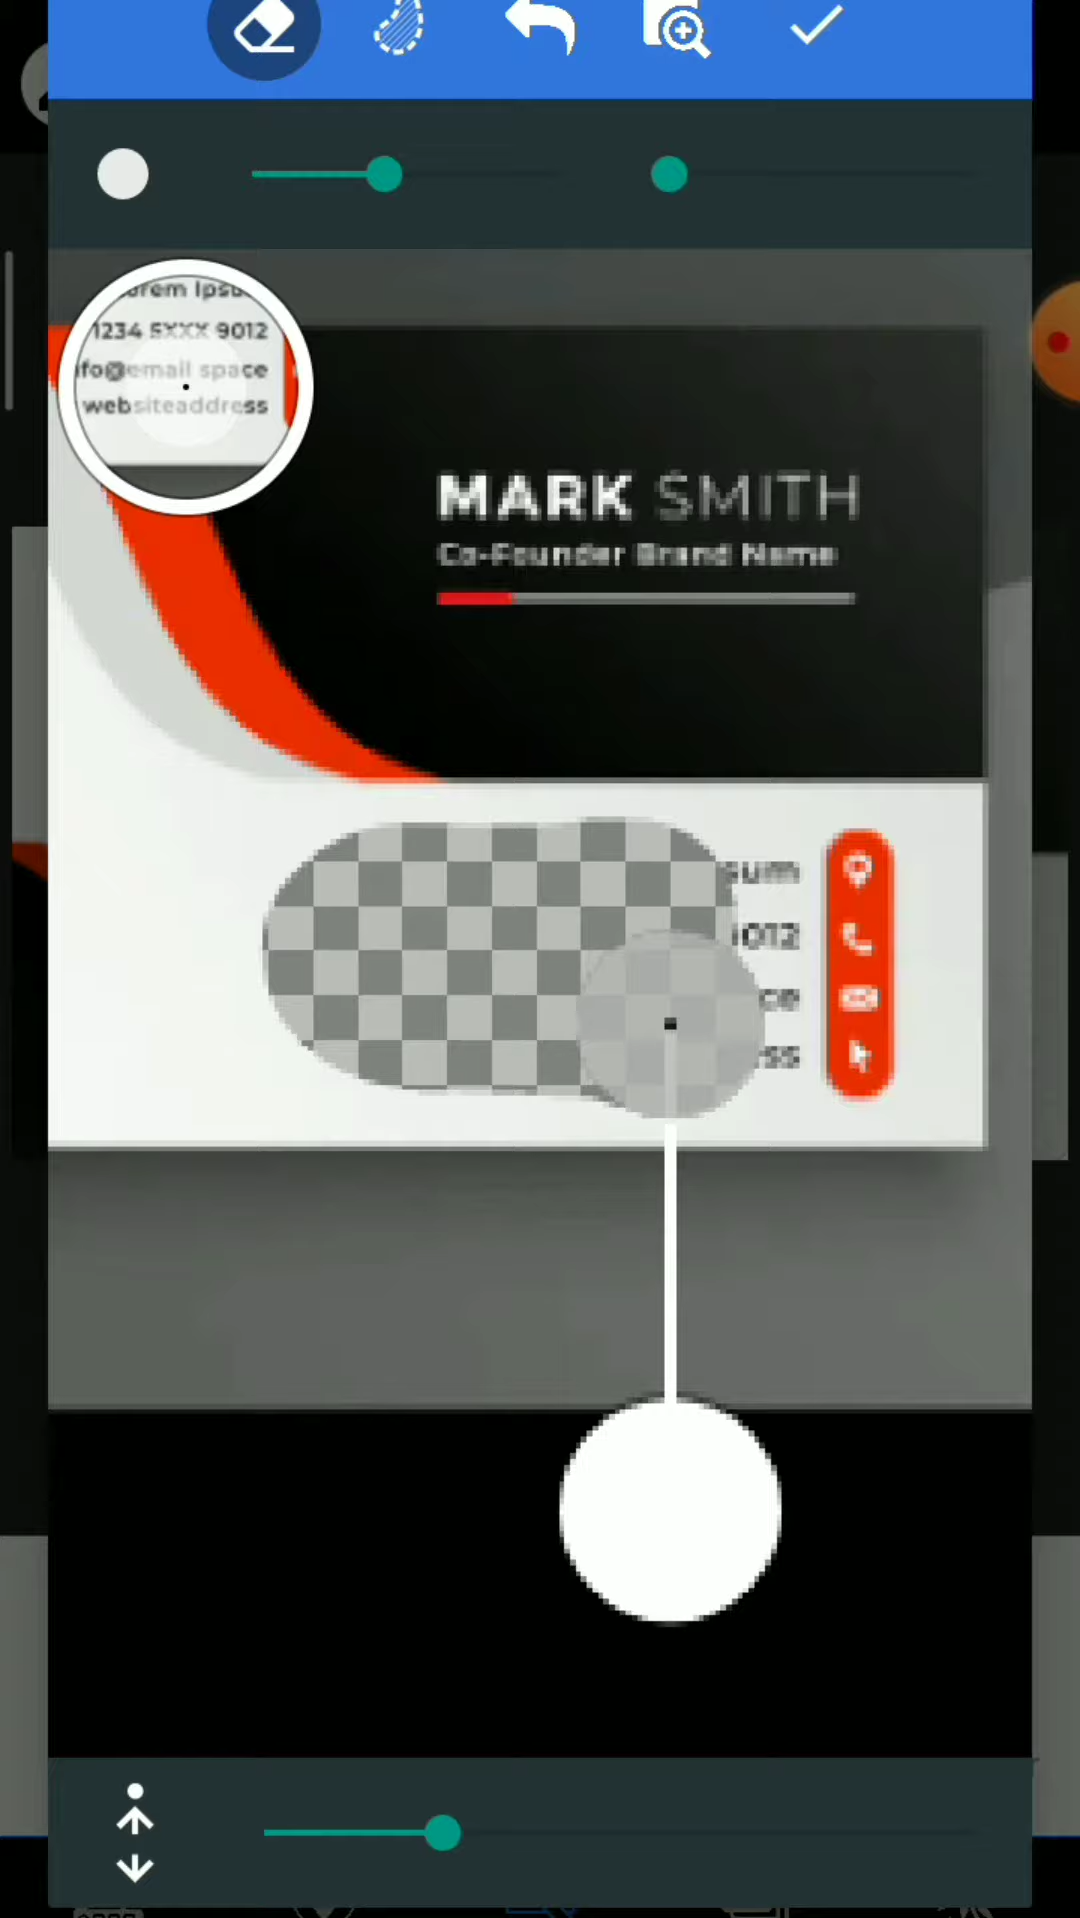 orem Ipsu
1234 5XXX 9012
fo@email space
websiteaddress
MARK SMITH
Co-Founder Brand Name
sum
9012
ce
ss